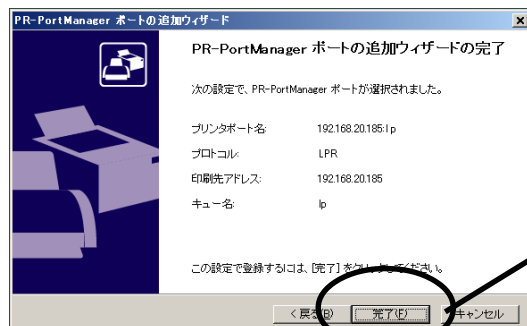 PR-PortManager ポートの追加ウィザード
PR-PortManager ポートの追加ウィザードの完了
次の設定で、PR-PortManager ポートが選択されました。
プリンタポート名: 192.168.20.185:lp
プロトコル: LPR
印刷先アドレス: 192.168.20.185
キュー名: lp
この設定で登録するには、[完了] をクリックしてください。
< 戻る(B) 完了(F) キャンセル